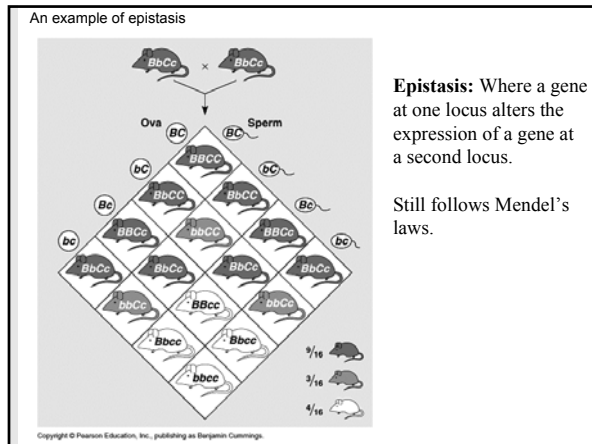 An example of epistasis
BbCc × BbCc
Ova Sperm
BC BC
BBCC
bC bC
BbCC BbCC
Bc Bc
BBCc bbCC BBCc
bc bc
BbCc BbCc BbCc BbCc
bbCc BBcc bbCc
Bbcc Bbcc
bbcc
9/16
3/16
4/16
Copyright © Pearson Education, Inc., publishing as Benjamin Cummings.
Epistasis: Where a gene
at one locus alters the
expression of a gene at
a second locus.
Still follows Mendel’s
laws.